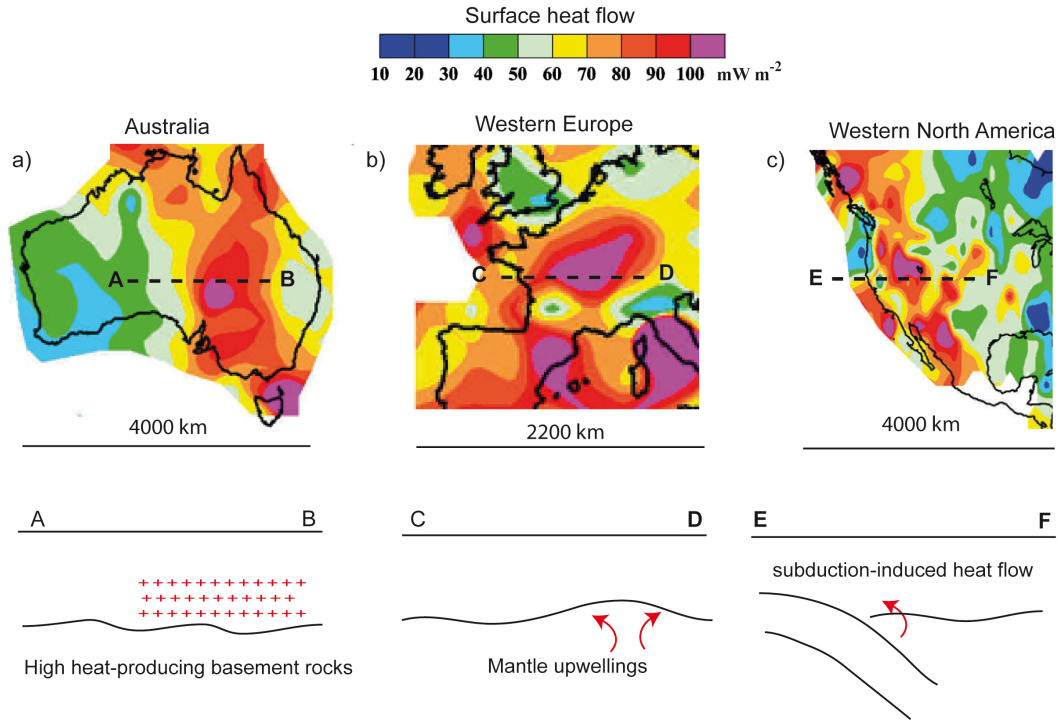 Surface heat flow
10 20 30 40 50 60 70 80 90 100 mW m-2
Australia
Western Europe
Western North America
a)
b)
c)
A
B
C
D
E
F
4000 km
2200 km
4000 km
A
B
C
D
E
F
subduction-induced heat flow
High heat-producing basement rocks
Mantle upwellings